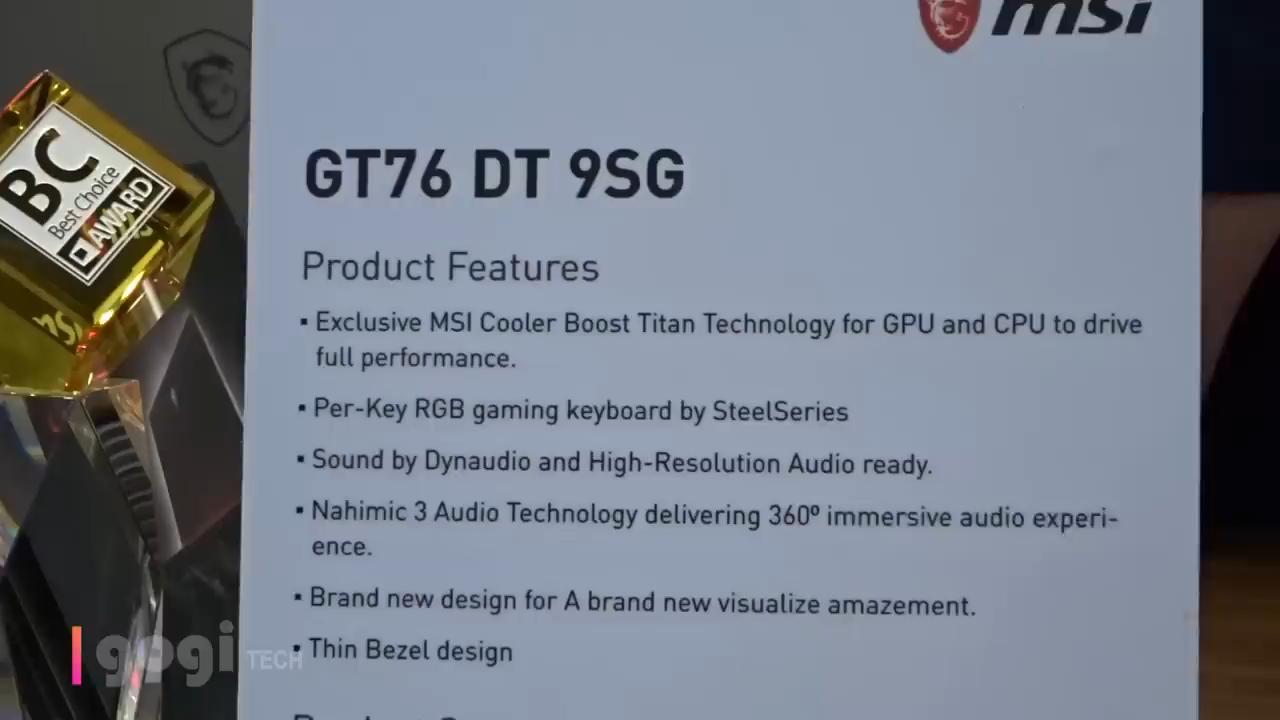 msi
BC
Best Choice
AWARD
GT76 DT 9SG
Product Features
▪ Exclusive MSI Cooler Boost Titan Technology for GPU and CPU to drive
full performance.
▪ Per-Key RGB gaming keyboard by SteelSeries
▪ Sound by Dynaudio and High-Resolution Audio ready.
▪ Nahimic 3 Audio Technology delivering 360º immersive audio experi-
ence.
▪ Brand new design for A brand new visualize amazement.
▪ Thin Bezel design
gogi TECH